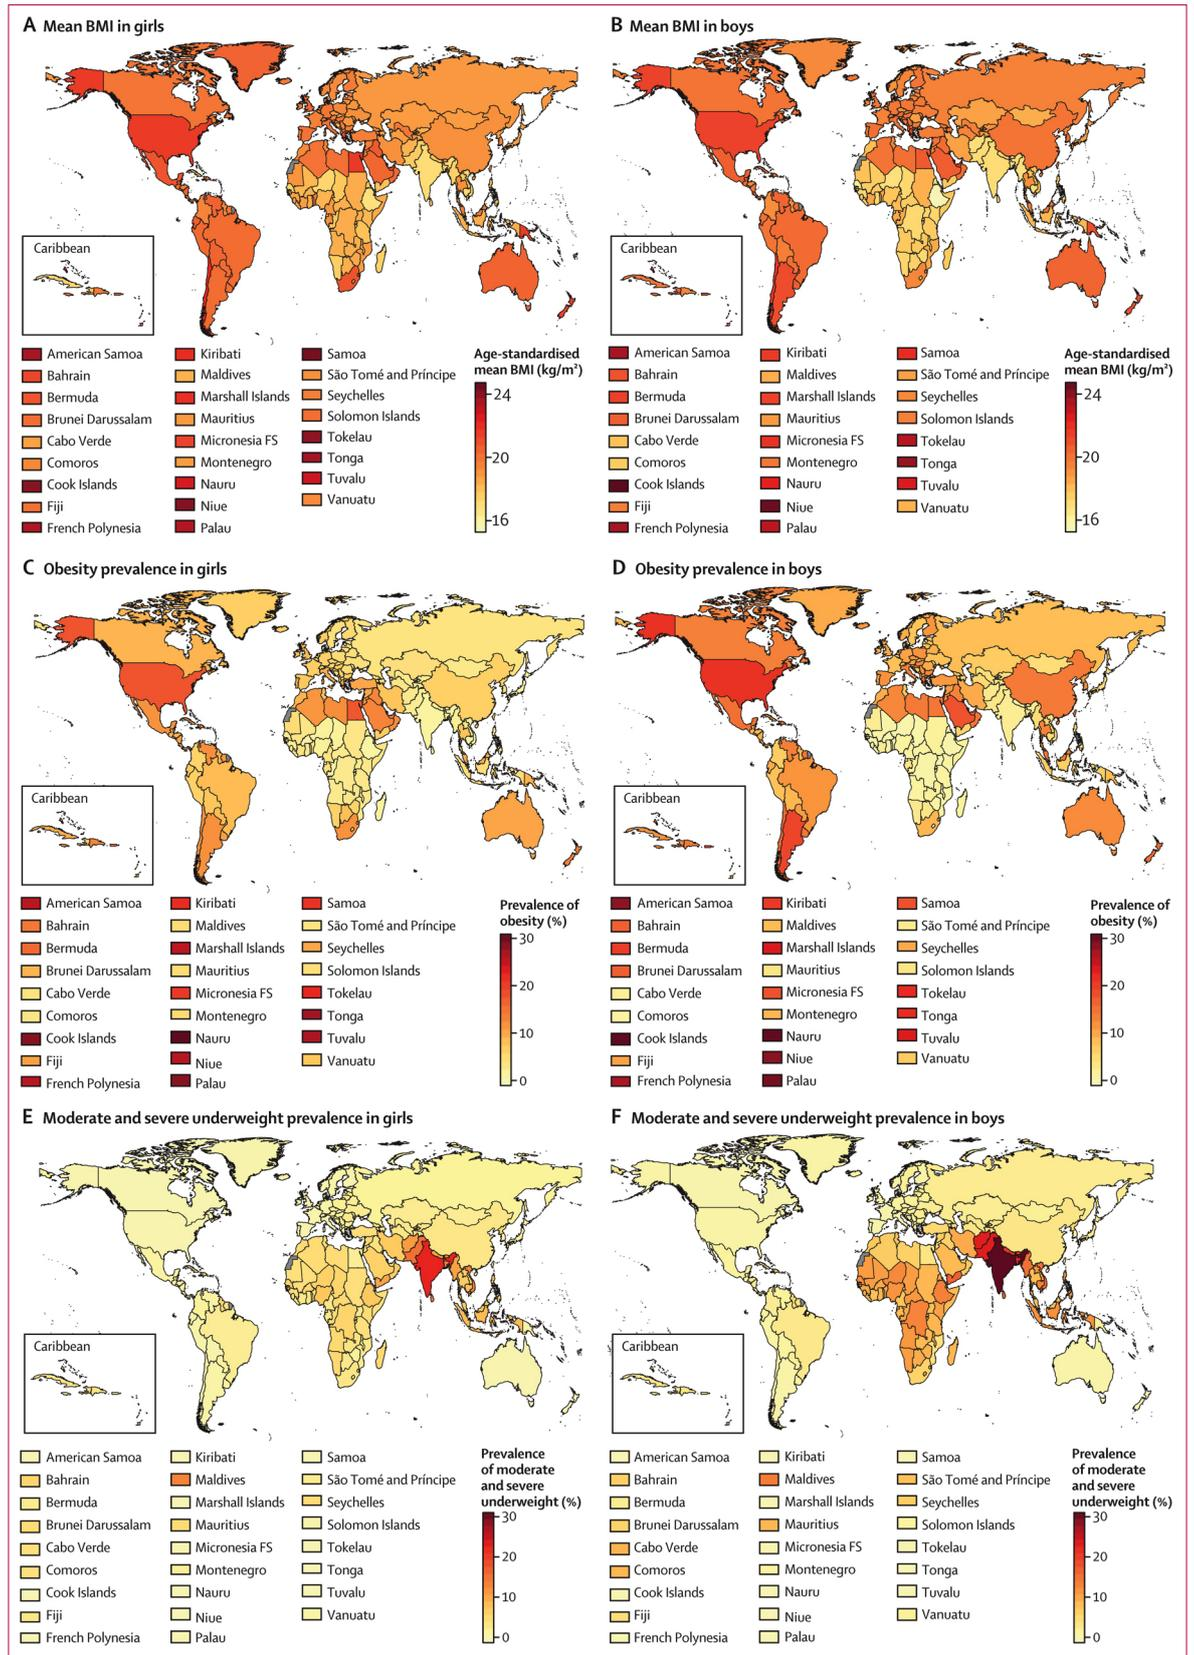 A Mean BMI in girls
Caribbean
American Samoa
Bahrain
Bermuda
Brunei Darussalam
Cabo Verde
Comoros
Cook Islands
Fiji
French Polynesia
Kiribati
Maldives
Marshall Islands
Mauritius
Micronesia FS
Montenegro
Nauru
Niue
Palau
Samoa
São Tomé and Príncipe
Seychelles
Solomon Islands
Tokelau
Tonga
Tuvalu
Vanuatu
Age-standardised
mean BMI (kg/m²)
24
20
16
B Mean BMI in boys
Caribbean
American Samoa
Bahrain
Bermuda
Brunei Darussalam
Cabo Verde
Comoros
Cook Islands
Fiji
French Polynesia
Kiribati
Maldives
Marshall Islands
Mauritius
Micronesia FS
Montenegro
Nauru
Niue
Palau
Samoa
São Tomé and Príncipe
Seychelles
Solomon Islands
Tokelau
Tonga
Tuvalu
Vanuatu
Age-standardised
mean BMI (kg/m²)
24
20
16
C Obesity prevalence in girls
Caribbean
American Samoa
Bahrain
Bermuda
Brunei Darussalam
Cabo Verde
Comoros
Cook Islands
Fiji
French Polynesia
Kiribati
Maldives
Marshall Islands
Mauritius
Micronesia FS
Montenegro
Nauru
Niue
Palau
Samoa
São Tomé and Príncipe
Seychelles
Solomon Islands
Tokelau
Tonga
Tuvalu
Vanuatu
Prevalence of
obesity (%)
30
20
10
0
D Obesity prevalence in boys
Caribbean
American Samoa
Bahrain
Bermuda
Brunei Darussalam
Cabo Verde
Comoros
Cook Islands
Fiji
French Polynesia
Kiribati
Maldives
Marshall Islands
Mauritius
Micronesia FS
Montenegro
Nauru
Niue
Palau
Samoa
São Tomé and Príncipe
Seychelles
Solomon Islands
Tokelau
Tonga
Tuvalu
Vanuatu
Prevalence of
obesity (%)
30
20
10
0
E Moderate and severe underweight prevalence in girls
Caribbean
American Samoa
Bahrain
Bermuda
Brunei Darussalam
Cabo Verde
Comoros
Cook Islands
Fiji
French Polynesia
Kiribati
Maldives
Marshall Islands
Mauritius
Micronesia FS
Montenegro
Nauru
Niue
Palau
Samoa
São Tomé and Príncipe
Seychelles
Solomon Islands
Tokelau
Tonga
Tuvalu
Vanuatu
Prevalence
of moderate
and severe
underweight (%)
30
20
10
0
F Moderate and severe underweight prevalence in boys
Caribbean
American Samoa
Bahrain
Bermuda
Brunei Darussalam
Cabo Verde
Comoros
Cook Islands
Fiji
French Polynesia
Kiribati
Maldives
Marshall Islands
Mauritius
Micronesia FS
Montenegro
Nauru
Niue
Palau
Samoa
São Tomé and Príncipe
Seychelles
Solomon Islands
Tokelau
Tonga
Tuvalu
Vanuatu
Prevalence
of moderate
and severe
underweight (%)
30
20
10
0